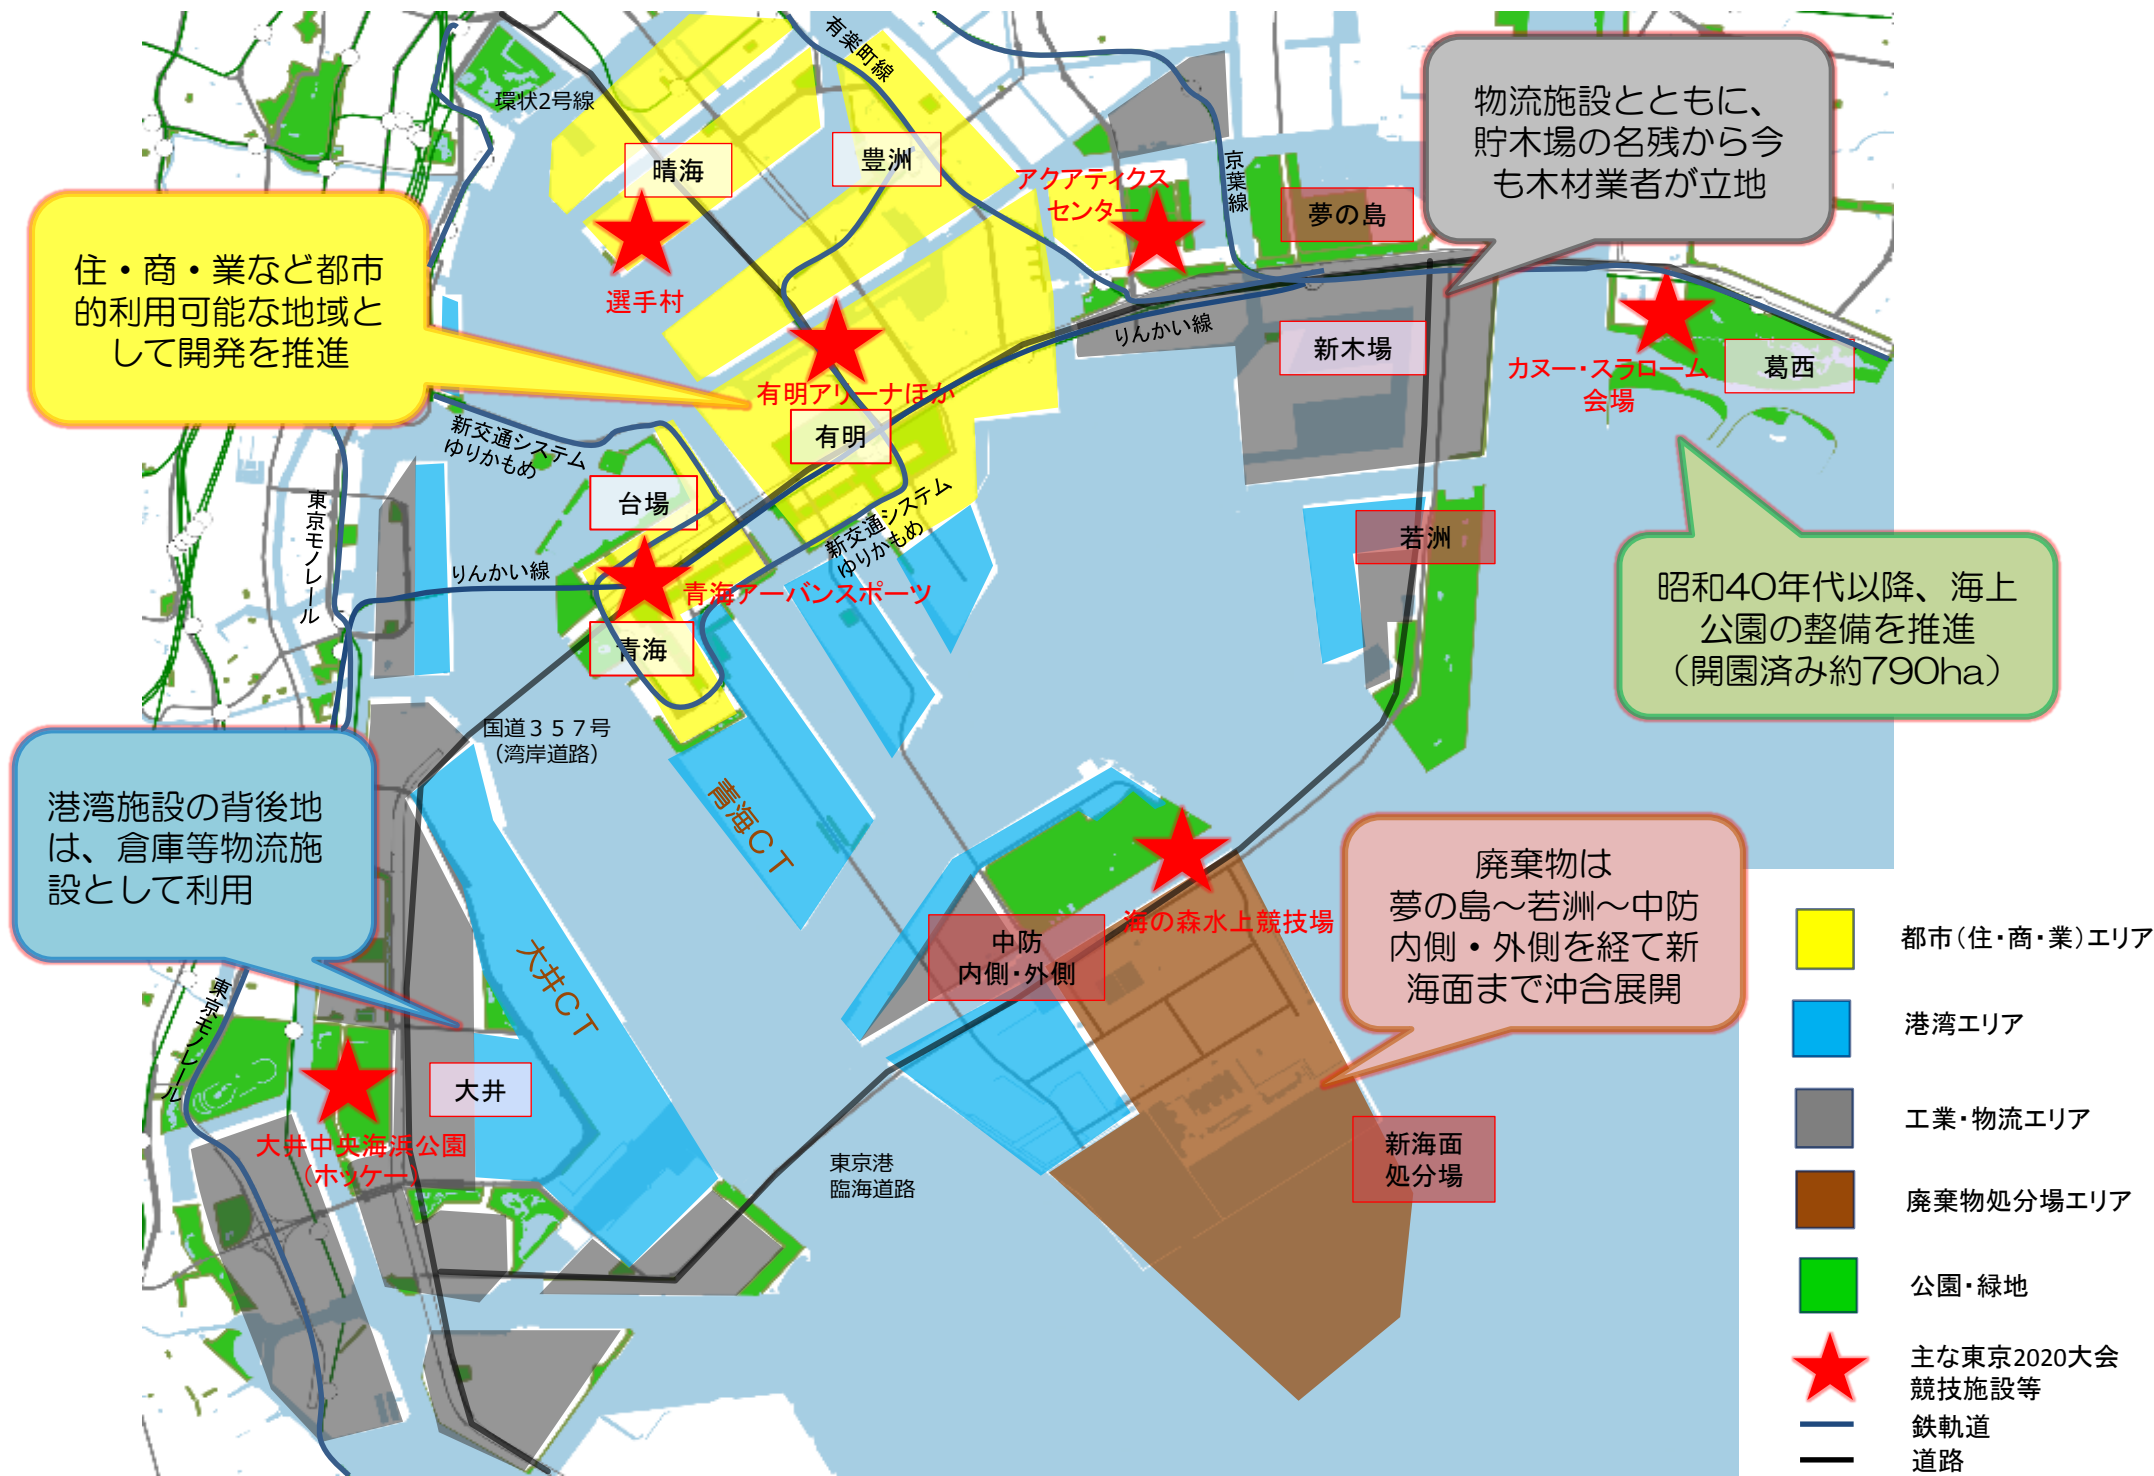 環状2号線
有楽町線
晴海
豊洲
アクアティクス
センター
京葉線
夢の島
物流施設とともに、
貯木場の名残から今
も木材業者が立地
住・商・業など都市
的利用可能な地域と
して開発を推進
選手村
有明アリーナほか
有明
りんかい線
新木場
カヌー・スラローム
会場
葛西
新交通システム
ゆりかもめ
台場
東京モノレール
りんかい線
新交通システム
ゆりかもめ
青海アーバンスポーツ
青海
若洲
昭和40年代以降、海上
公園の整備を推進
（開園済み約790ha）
国道３５７号
（湾岸道路）
港湾施設の背後地
は、倉庫等物流施
設として利用
青海CT
大井CT
海の森水上競技場
中防
内側・外側
廃棄物は
夢の島～若洲～中防
内側・外側を経て新
海面まで沖合展開
東京モノレール
大井
大井中央海浜公園
（ホッケー）
東京港
臨海道路
新海面
処分場
都市（住・商・業）エリア
港湾エリア
工業・物流エリア
廃棄物処分場エリア
公園・緑地
主な東京2020大会
競技施設等
鉄軌道
道路